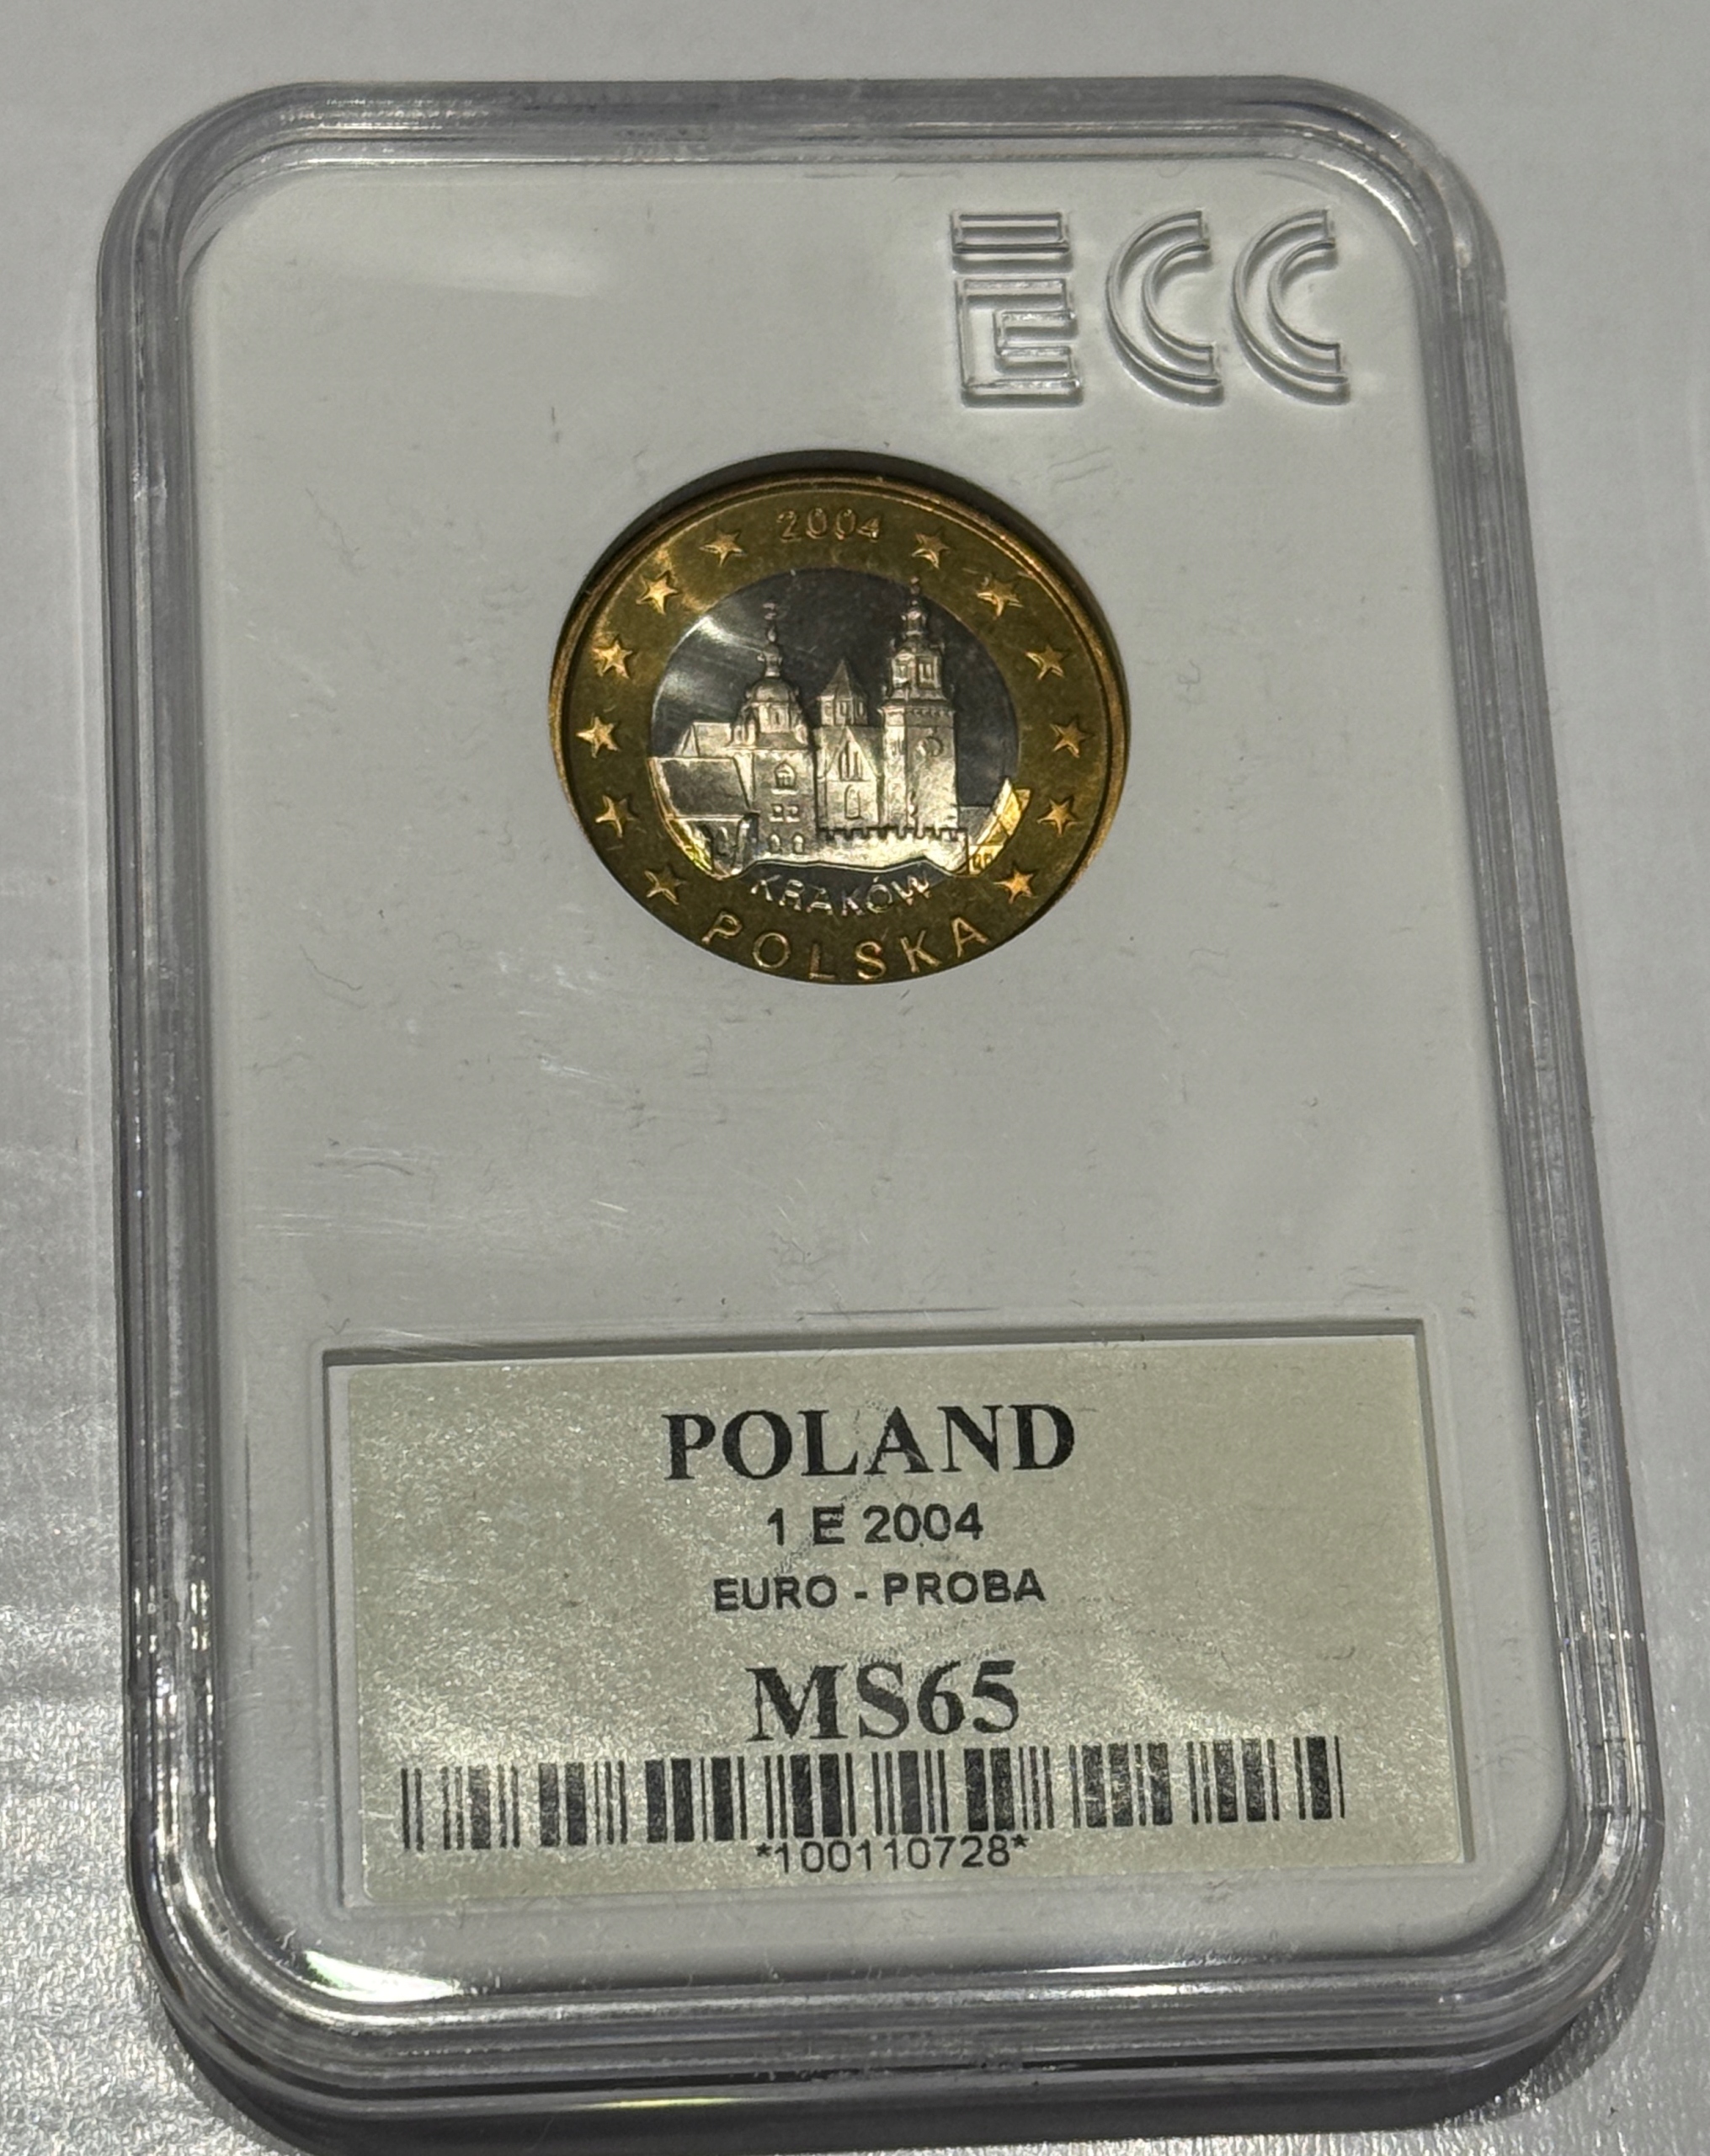 ECC
2004
KRAKÓW
POLSKA
POLAND
1 E 2004
EURO - PROBA
MS65
*100110728*